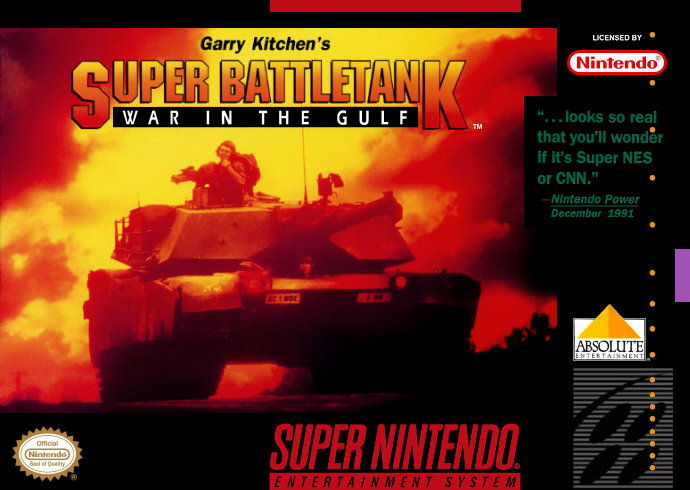 Garry Kitchen's
SUPER BATTLETANK
WAR IN THE GULF
TM
LICENSED BY
Nintendo®
“...looks so real
that you'll wonder
if it's Super NES
or CNN.”
—Nintendo Power
December 1991
ABSOLUTE
ENTERTAINMENT®
Official
Nintendo
Seal of Quality
®
SUPER NINTENDO®
ENTERTAINMENT SYSTEM